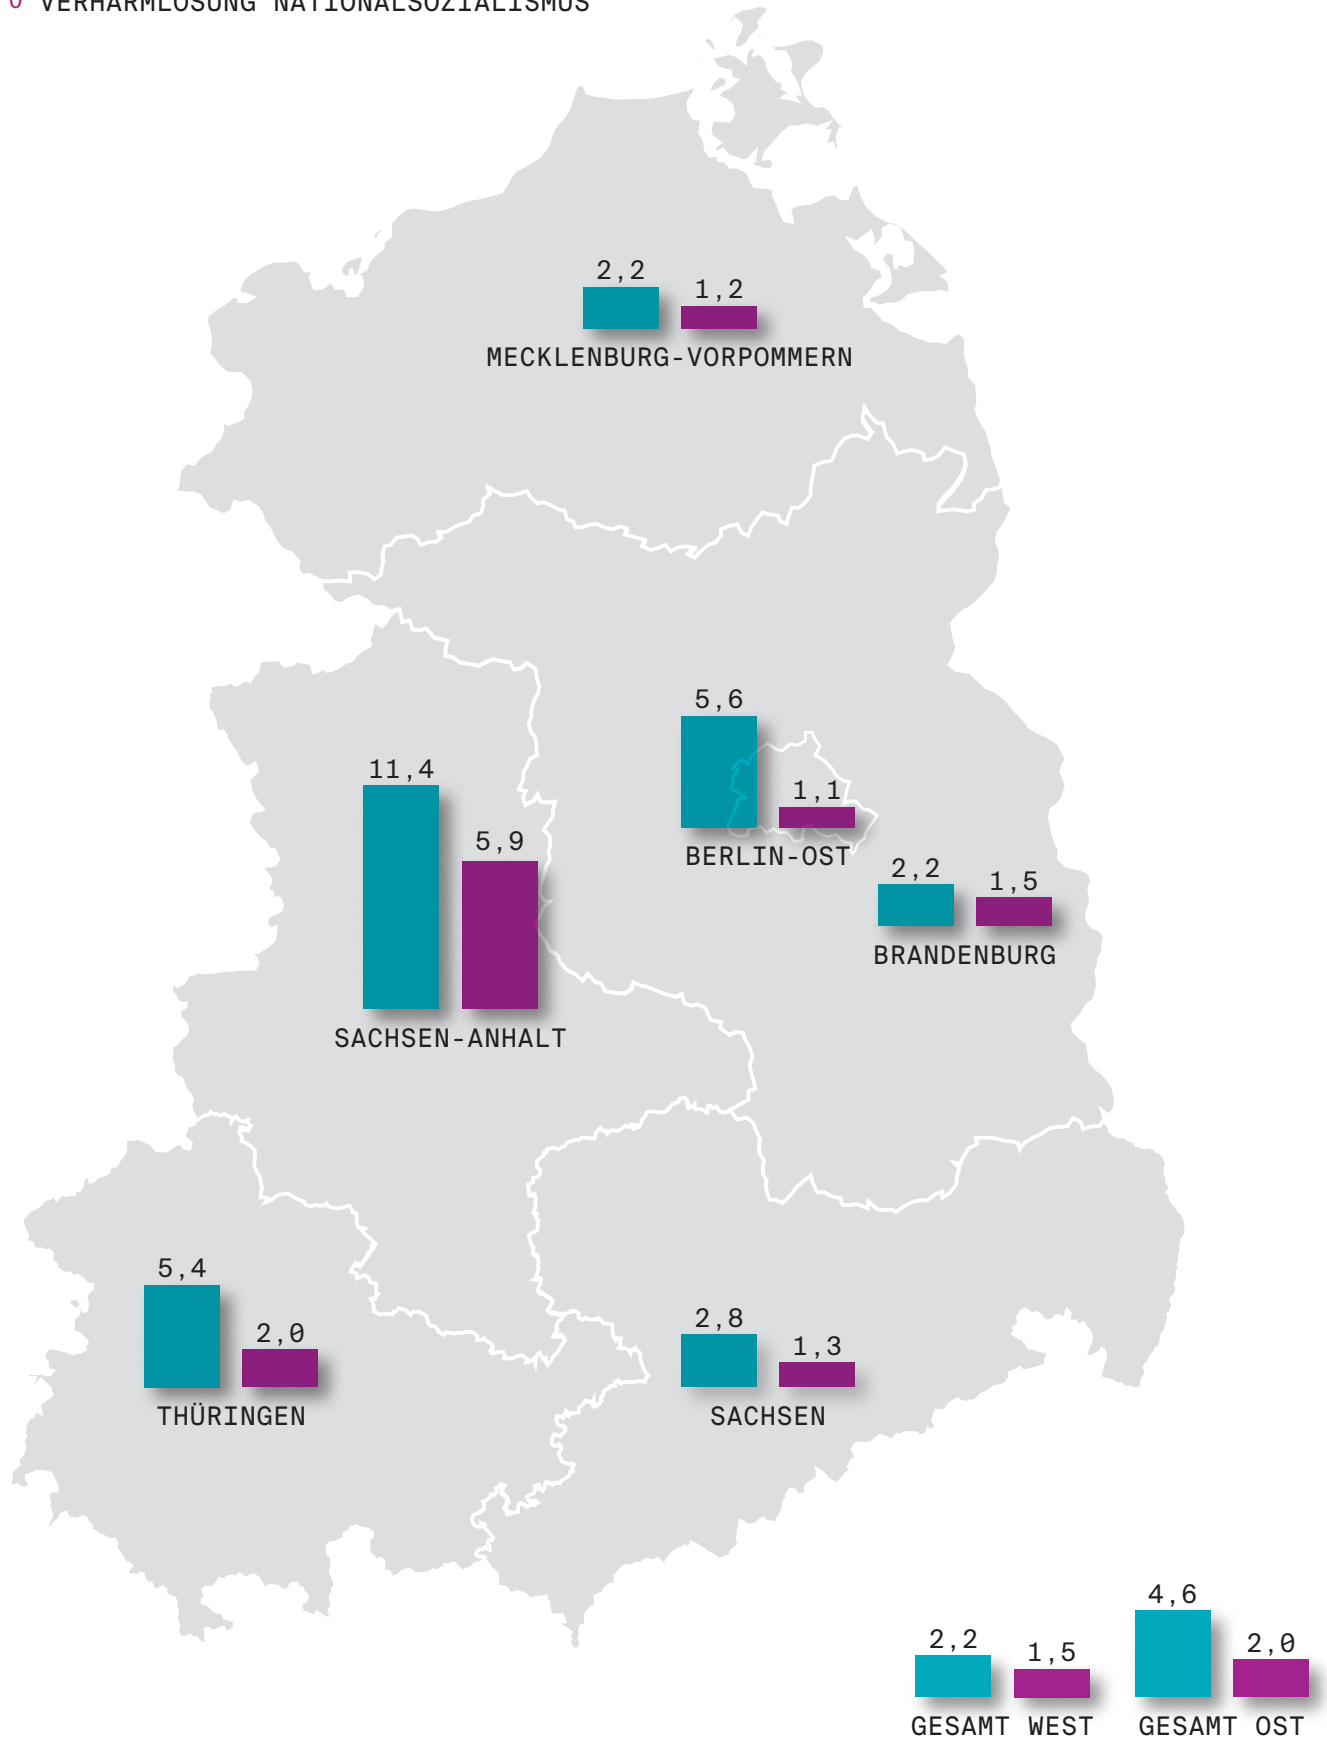 VERHARMLOSUNG NATIONALSOZIALISMUS
2,2
1,2
MECKLENBURG-VORPOMMERN
5,6
1,1
BERLIN-OST
11,4
5,9
SACHSEN-ANHALT
2,2
1,5
BRANDENBURG
5,4
2,0
THÜRINGEN
2,8
1,3
SACHSEN
2,2
1,5
GESAMT WEST
4,6
2,0
GESAMT OST